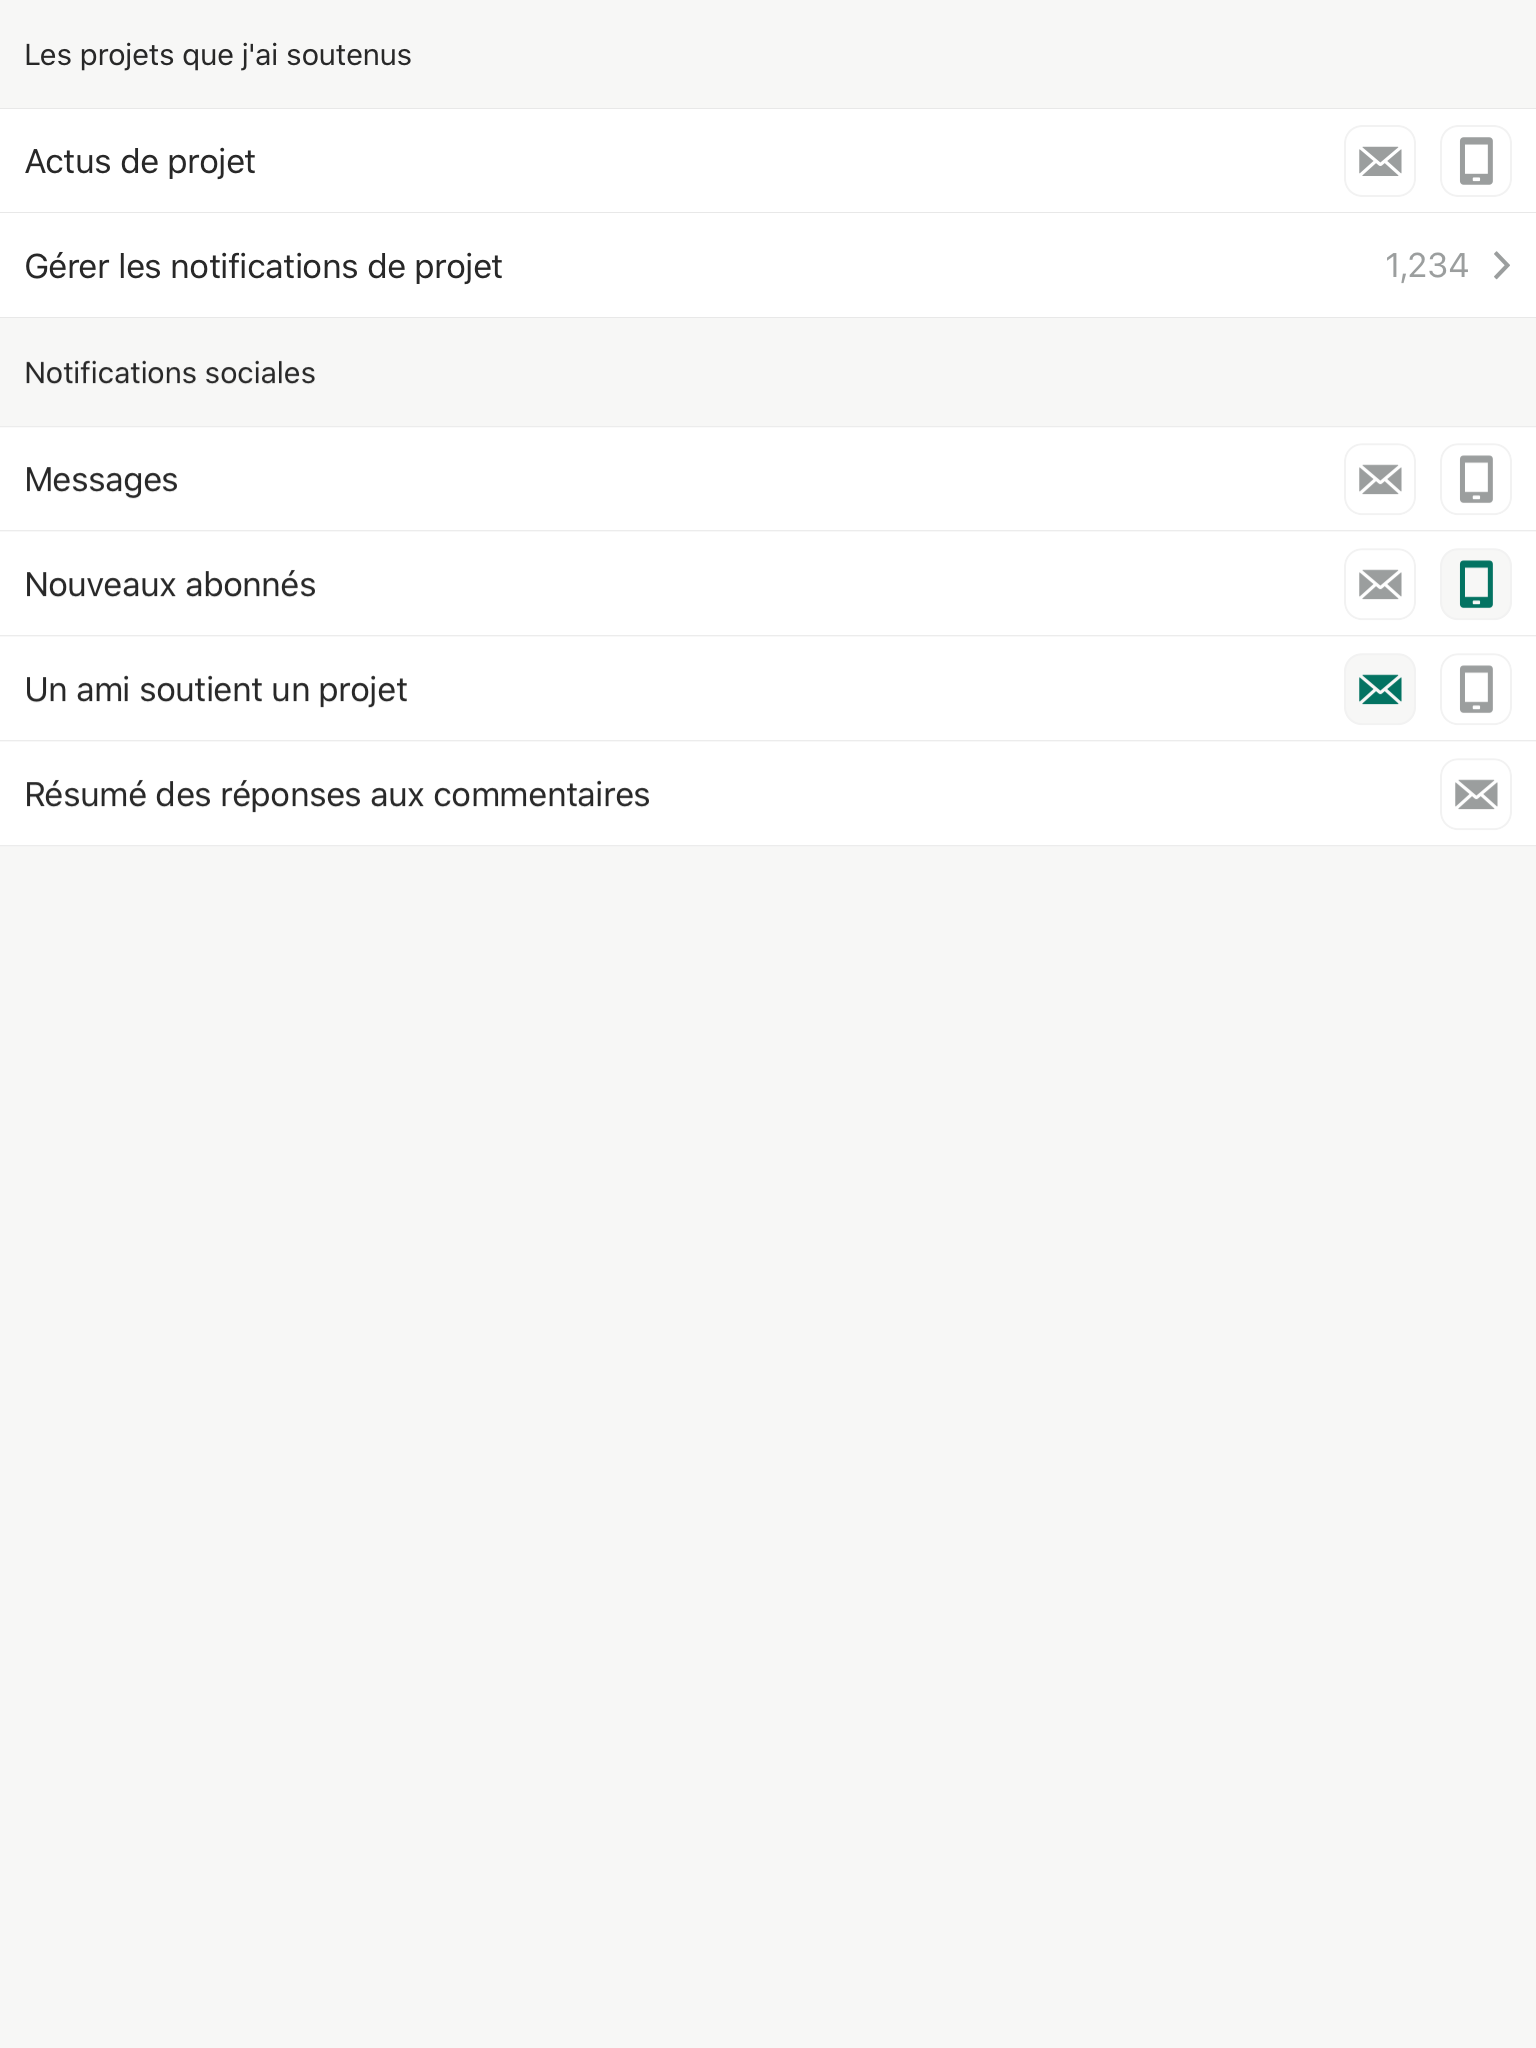 Les projets que j'ai soutenus
Actus de projet
Gérer les notifications de projet 1,234
Notifications sociales
Messages
Nouveaux abonnés
Un ami soutient un projet
Résumé des réponses aux commentaires